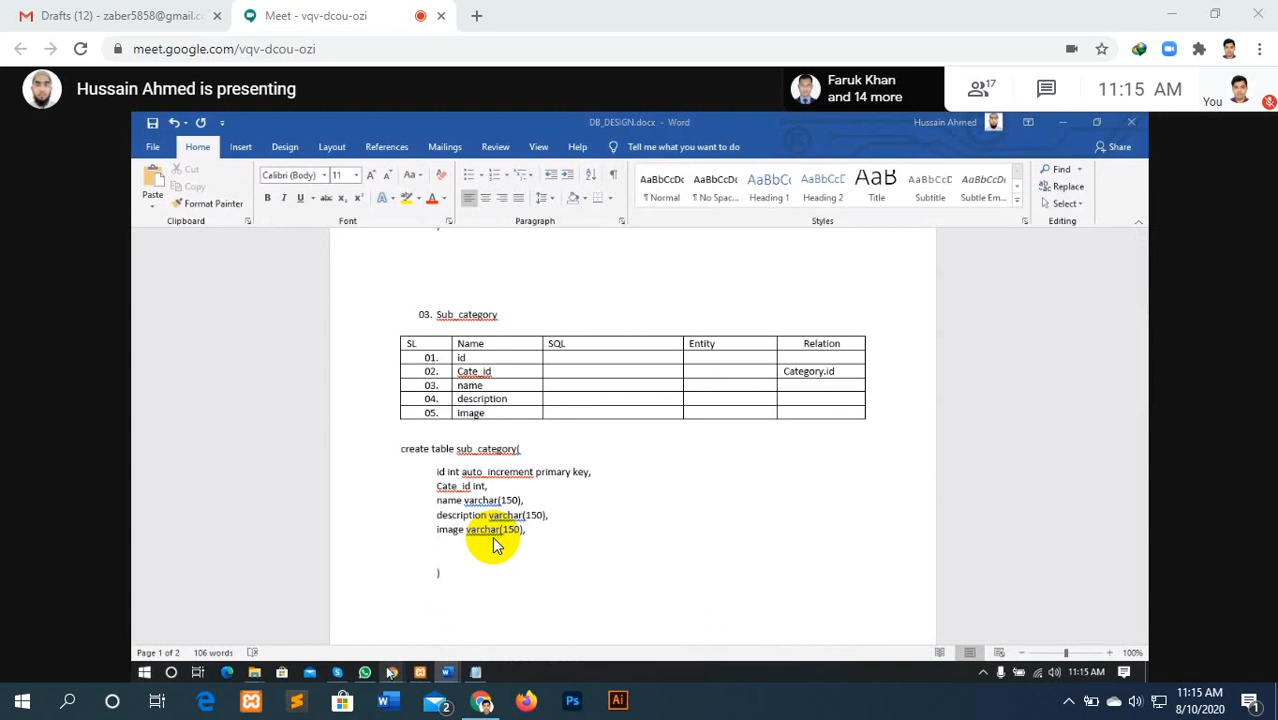 Drafts (12) - zaber5858@gmail.co
Meet - vqv-dcou-ozi
meet.google.com/vqv-dcou-ozi
Hussain Ahmed is presenting
Faruk Khan
and 14 more
17
11:15 AM
You
DB_DESIGN.docx - Word
Hussain Ahmed
File Home Insert Design Layout References Mailings Review View Help Tell me what you want to do Share
Cut
Copy
Format Painter
Paste
Calibri (Body) 11
AaBbCcDc AaBbCcDc AaBbCc AaBbCcC AaB AaBbCcD AaBbCcDc
¶ Normal ¶ No Spac... Heading 1 Heading 2 Title Subtitle Subtle Em...
Find
Replace
Select
Clipboard Font Paragraph Styles Editing
03. Sub_category
SL Name SQL Entity Relation
01. id
02. Cate_id Category.id
03. name
04. description
05. image
create table sub_category(
id int auto_increment primary key,
Cate_id int,
name varchar(150),
description varchar(150),
image varchar(150),
)
Page 1 of 2 106 words 100%
11:15 AM
2
11:15 AM
8/10/2020
1